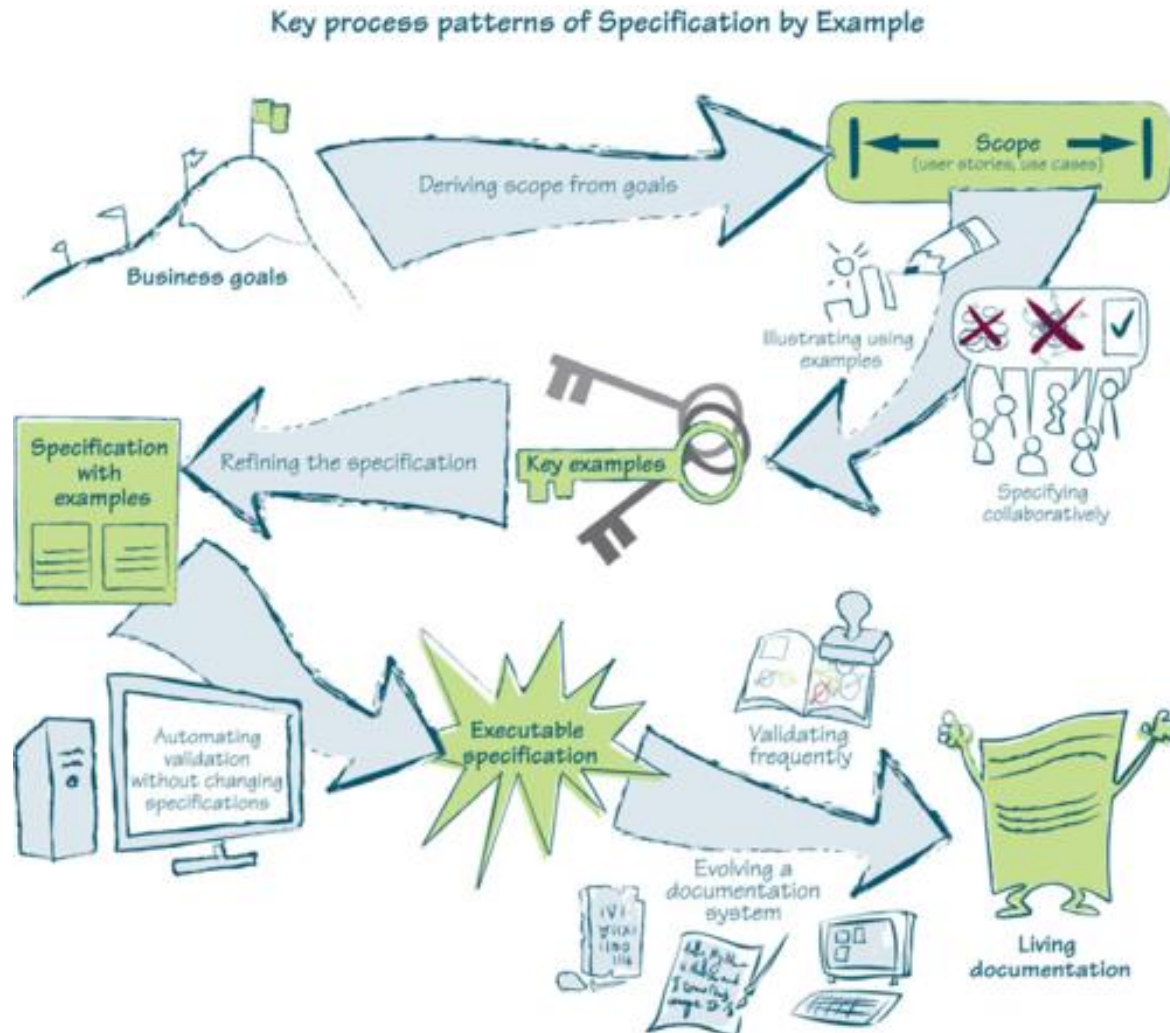 Key process patterns of Specification by Example
Business goals
Deriving scope from goals
Scope
(user stories, use cases)
Illustrating using
examples
Specifying
collaboratively
Key examples
Refining the specification
Specification
with
examples
Automating
validation
without changing
specifications
Executable
specification
Validating
frequently
Evolving a
documentation
system
Living
documentation